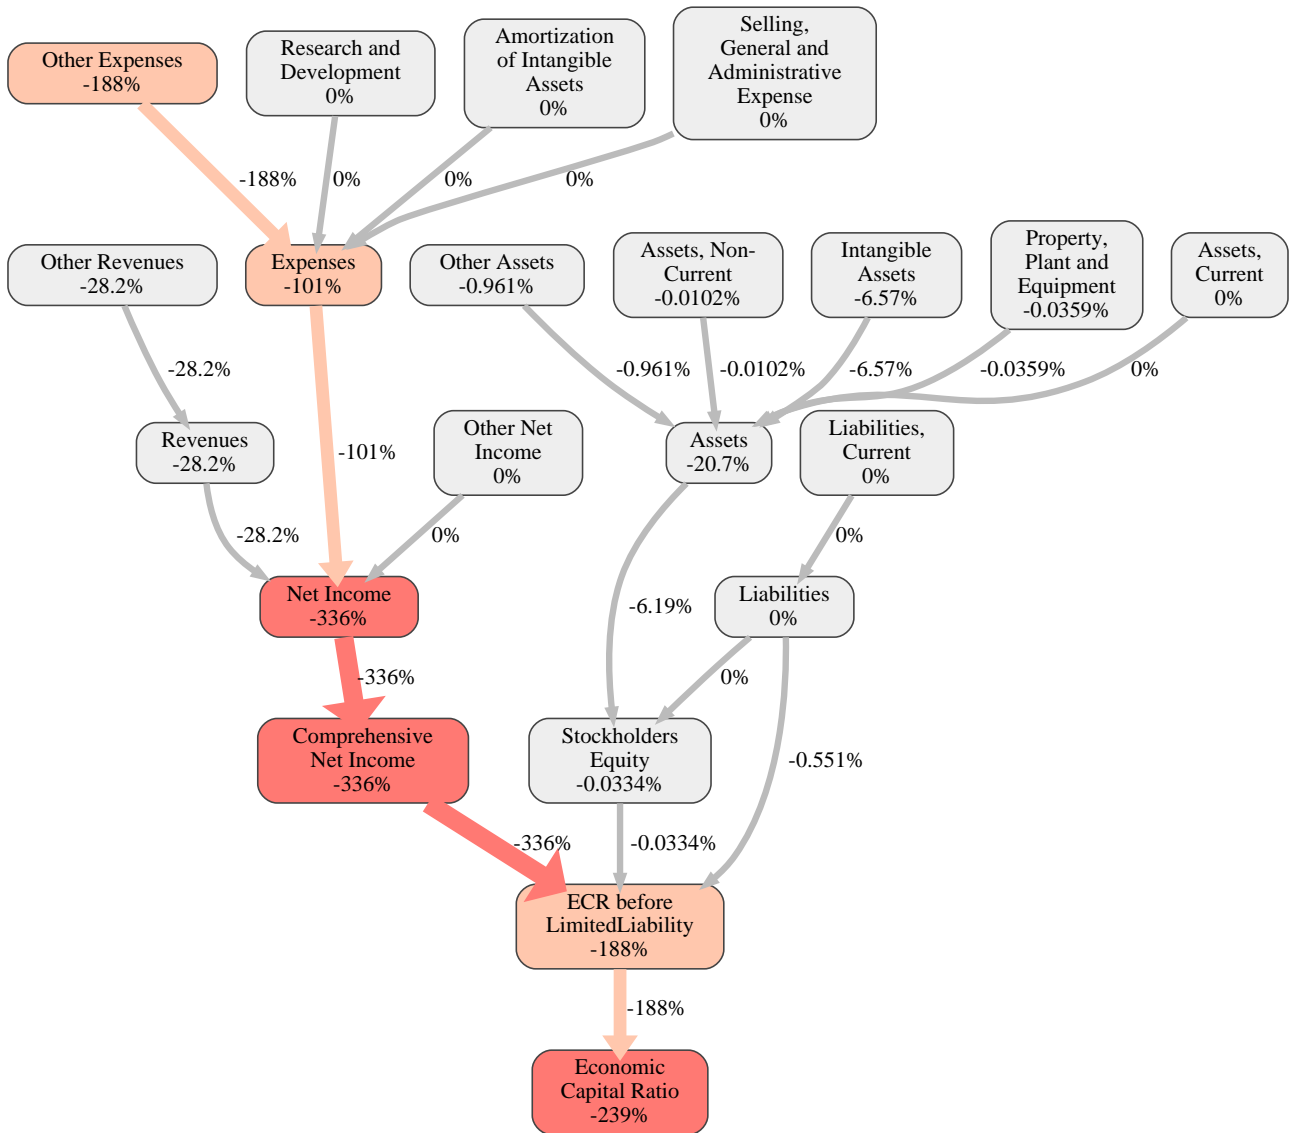 Other Expenses
-188%
Research and
Development
0%
Amortization
of Intangible
Assets
0%
Selling,
General and
Administrative
Expense
0%
-188%
0%
0%
0%
Other Revenues
-28.2%
Expenses
-101%
Other Assets
-0.961%
Assets, Non-
Current
-0.0102%
Intangible
Assets
-6.57%
Property,
Plant and
Equipment
-0.0359%
Assets,
Current
0%
-28.2%
-0.961%
-0.0102%
-6.57%
-0.0359%
0%
Revenues
-28.2%
-101%
Other Net
Income
0%
Assets
-20.7%
Liabilities,
Current
0%
-28.2%
0%
0%
Net Income
-336%
-6.19%
Liabilities
0%
-336%
0%
Comprehensive
Net Income
-336%
Stockholders
Equity
-0.0334%
-0.551%
-336%
-0.0334%
ECR before
LimitedLiability
-188%
-188%
Economic
Capital Ratio
-239%